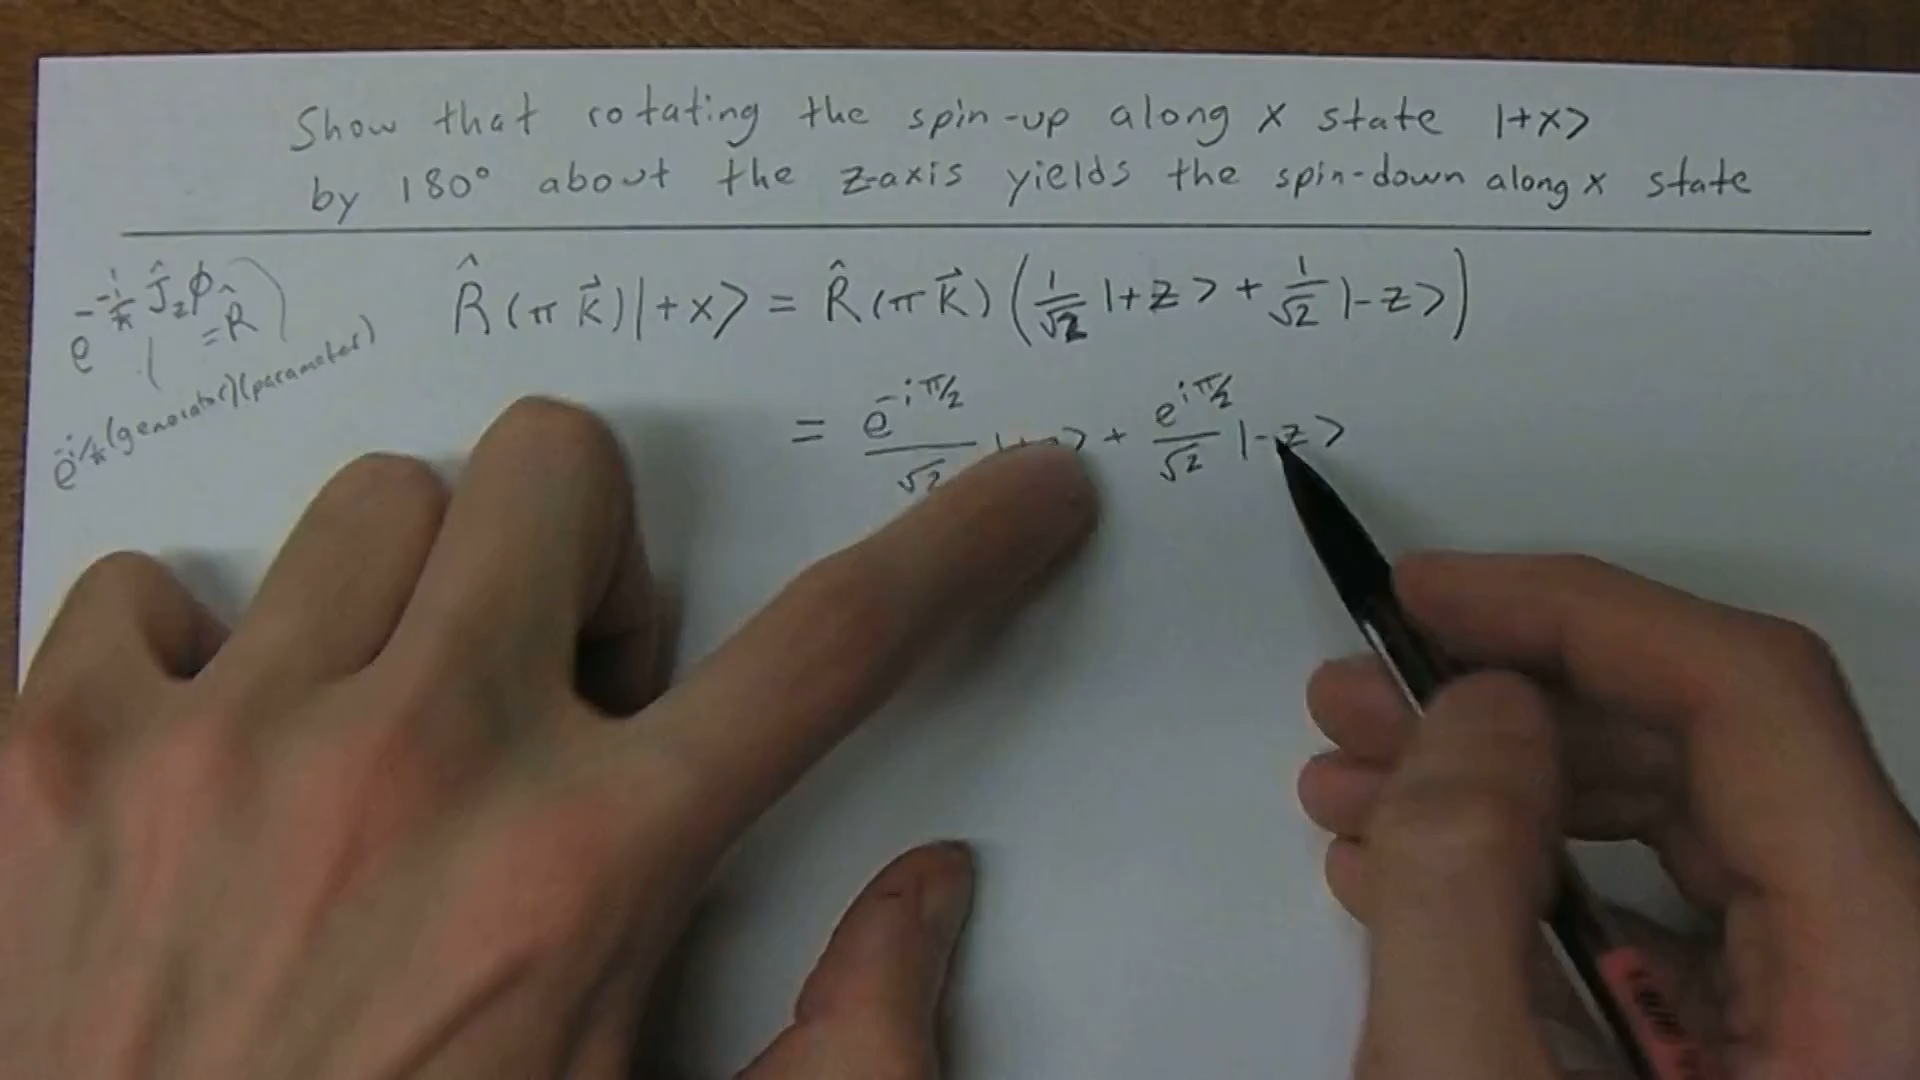 Show that rotating the spin-up along x state |+x>
by 180° about the z-axis yields the spin-down along x state
e^{-i/ħ Ĵ_z φ} = R̂
e^{-i/ħ (generator)(parameter)}
R̂(π k⃗)|+x> = R̂(π k⃗) (1/√2 |+z> + 1/√2 |-z>)
= e^{-iπ/2}/√2 + e^{iπ/2}/√2 |-z>